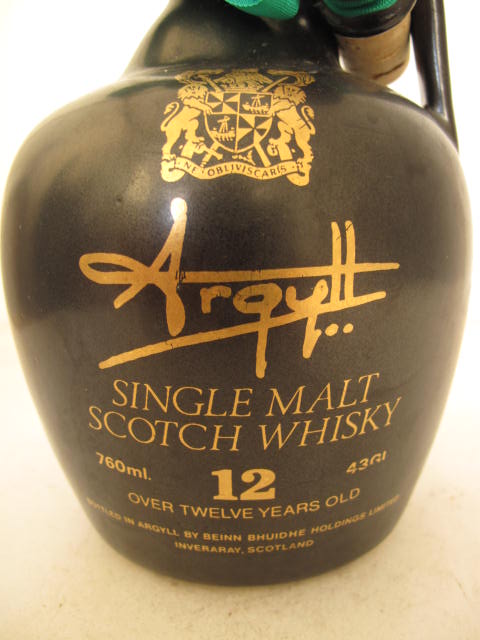 NE OBLIVISCARIS
Argyll
SINGLE MALT
SCOTCH WHISKY
760ml. 12 43Gl
OVER TWELVE YEARS OLD
BOTTLED IN ARGYLL BY BEINN BHUIDHE HOLDINGS LIMITED
INVERARAY, SCOTLAND